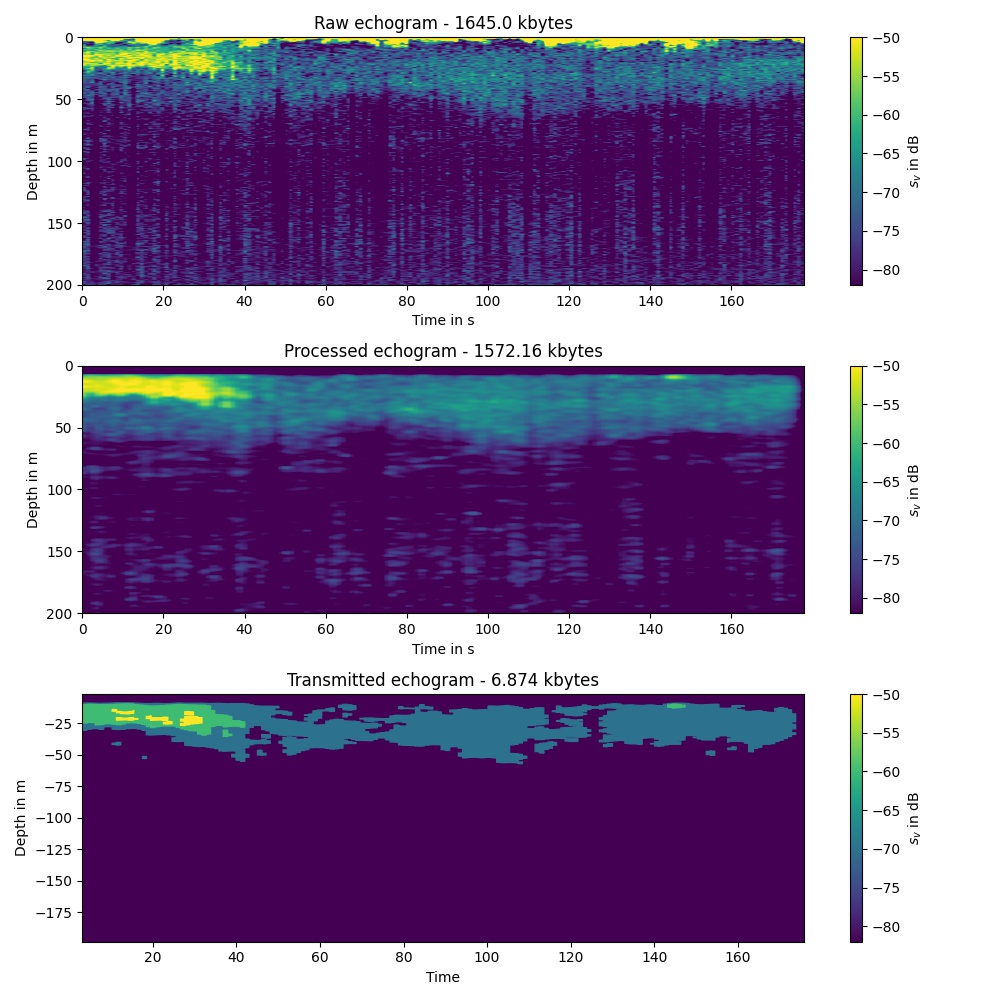 Raw echogram - 1645.0 kbytes
0
50
100
150
200
Depth in m
0 20 40 60 80 100 120 140 160
Time in s
−50
−55
−60
−65
−70
−75
−80
sv in dB
Processed echogram - 1572.16 kbytes
0
50
100
150
200
Depth in m
0 20 40 60 80 100 120 140 160
Time in s
−50
−55
−60
−65
−70
−75
−80
sv in dB
Transmitted echogram - 6.874 kbytes
−25
−50
−75
−100
−125
−150
−175
Depth in m
20 40 60 80 100 120 140 160
Time
−50
−55
−60
−65
−70
−75
−80
sv in dB